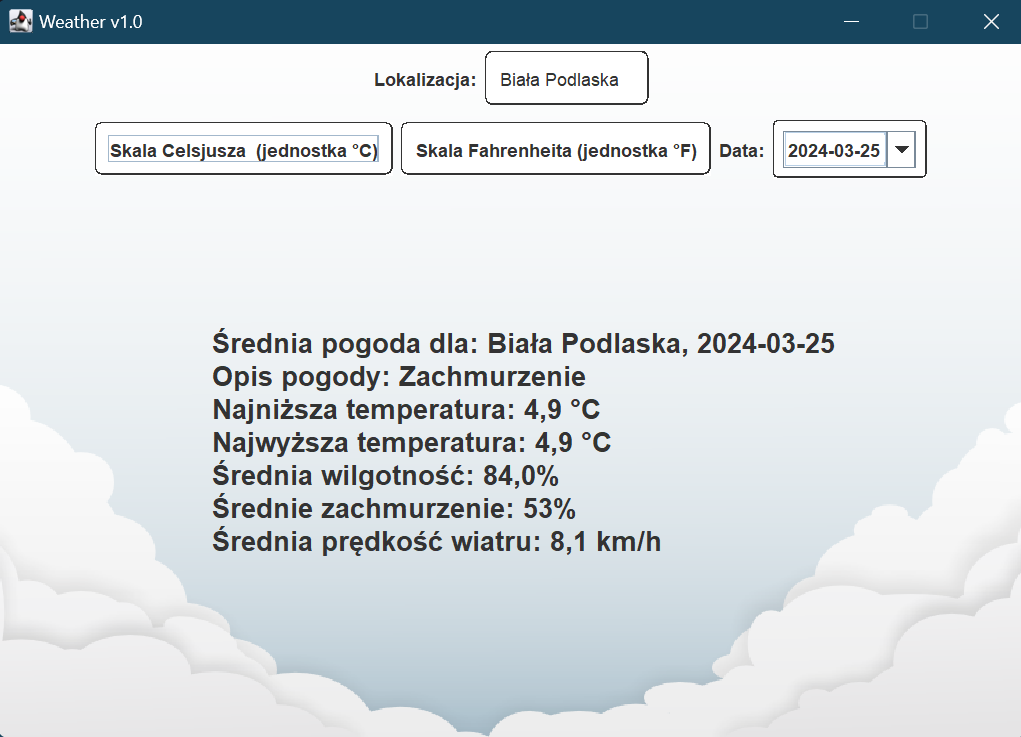 Weather v1.0
Lokalizacja: Biała Podlaska
Skala Celsjusza  (jednostka °C) Skala Fahrenheita (jednostka °F) Data: 2024-03-25
Średnia pogoda dla: Biała Podlaska, 2024-03-25
Opis pogody: Zachmurzenie
Najniższa temperatura: 4,9 °C
Najwyższa temperatura: 4,9 °C
Średnia wilgotność: 84,0%
Średnie zachmurzenie: 53%
Średnia prędkość wiatru: 8,1 km/h